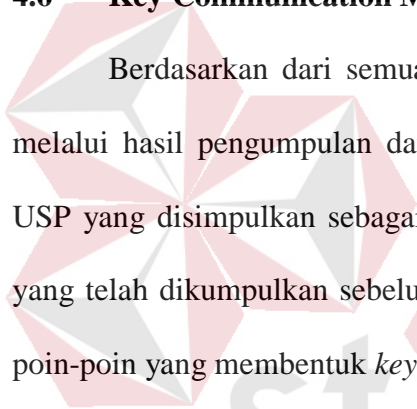 4.6 Key Communication M
Berdasarkan dari semua
melalui hasil pengumpulan da
USP yang disimpulkan sebagai
yang telah dikumpulkan sebelu
poin-poin yang membentuk key